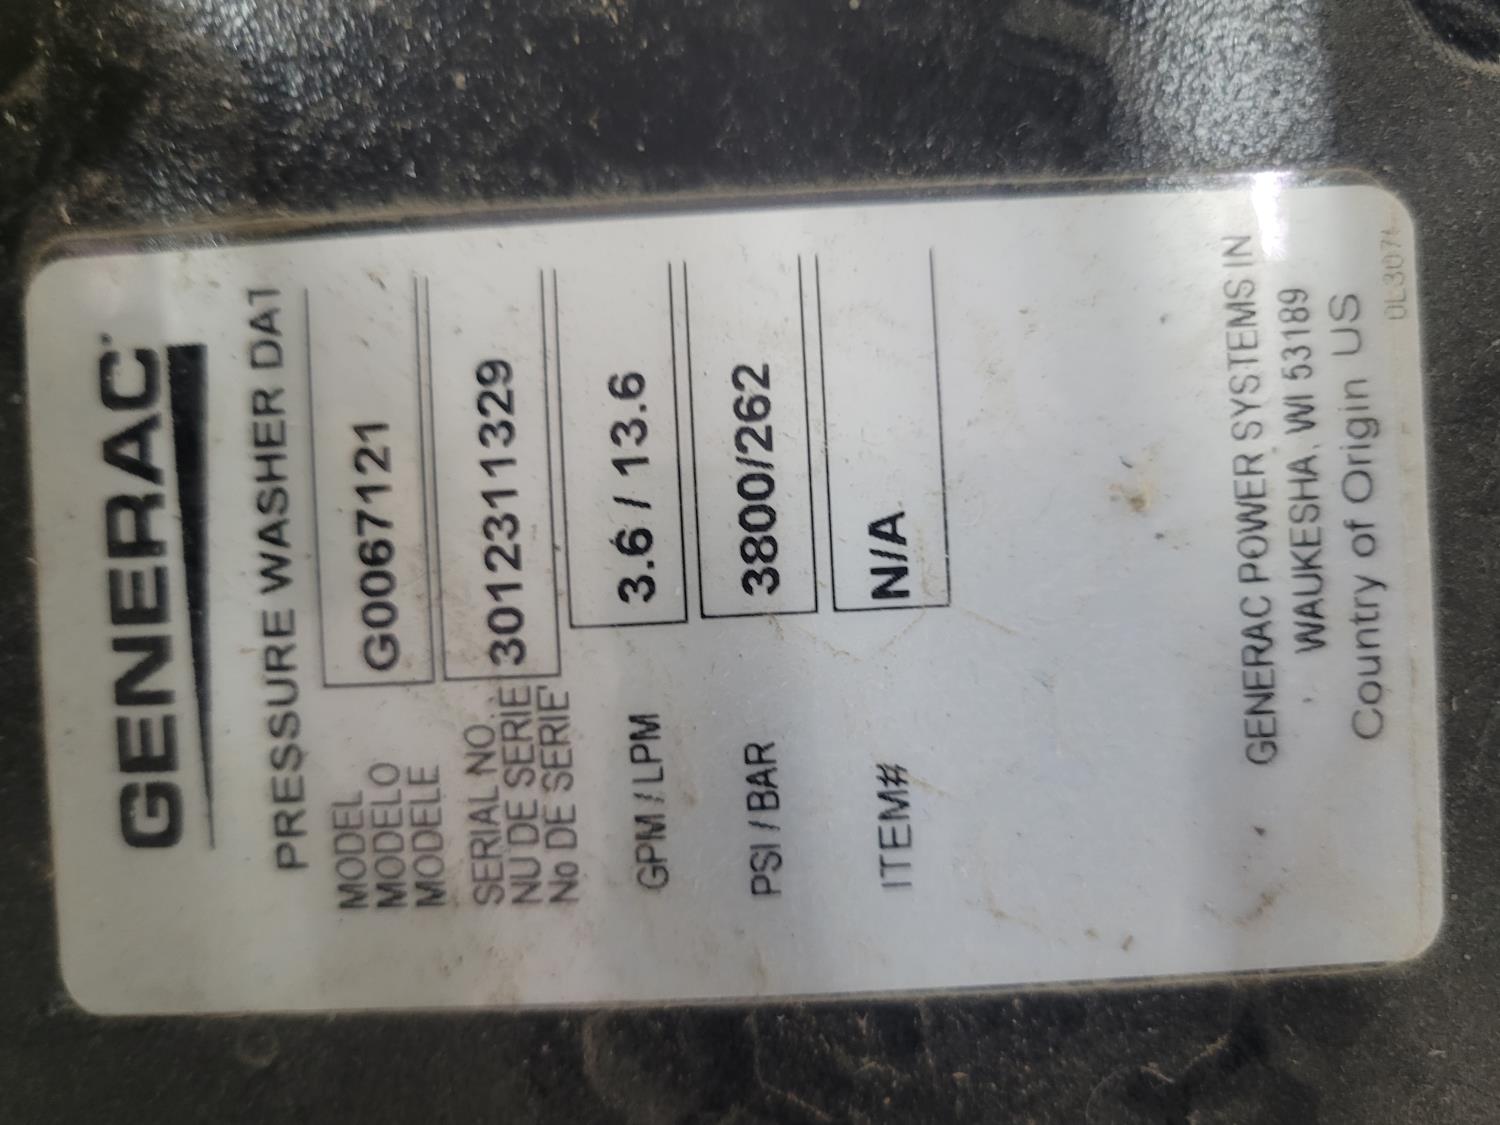 GENERAC
PRESSURE WASHER DAT
MODEL
MODELO
MODELE
G0067121
SERIAL NO.
NU DE SERIE
No DE SERIE
3012311329
GPM / LPM
3.6 / 13.6
PSI / BAR
3800/262
ITEM#
N/A
GENERAC POWER SYSTEMS IN
WAUKESHA, WI 53189
Country of Origin US